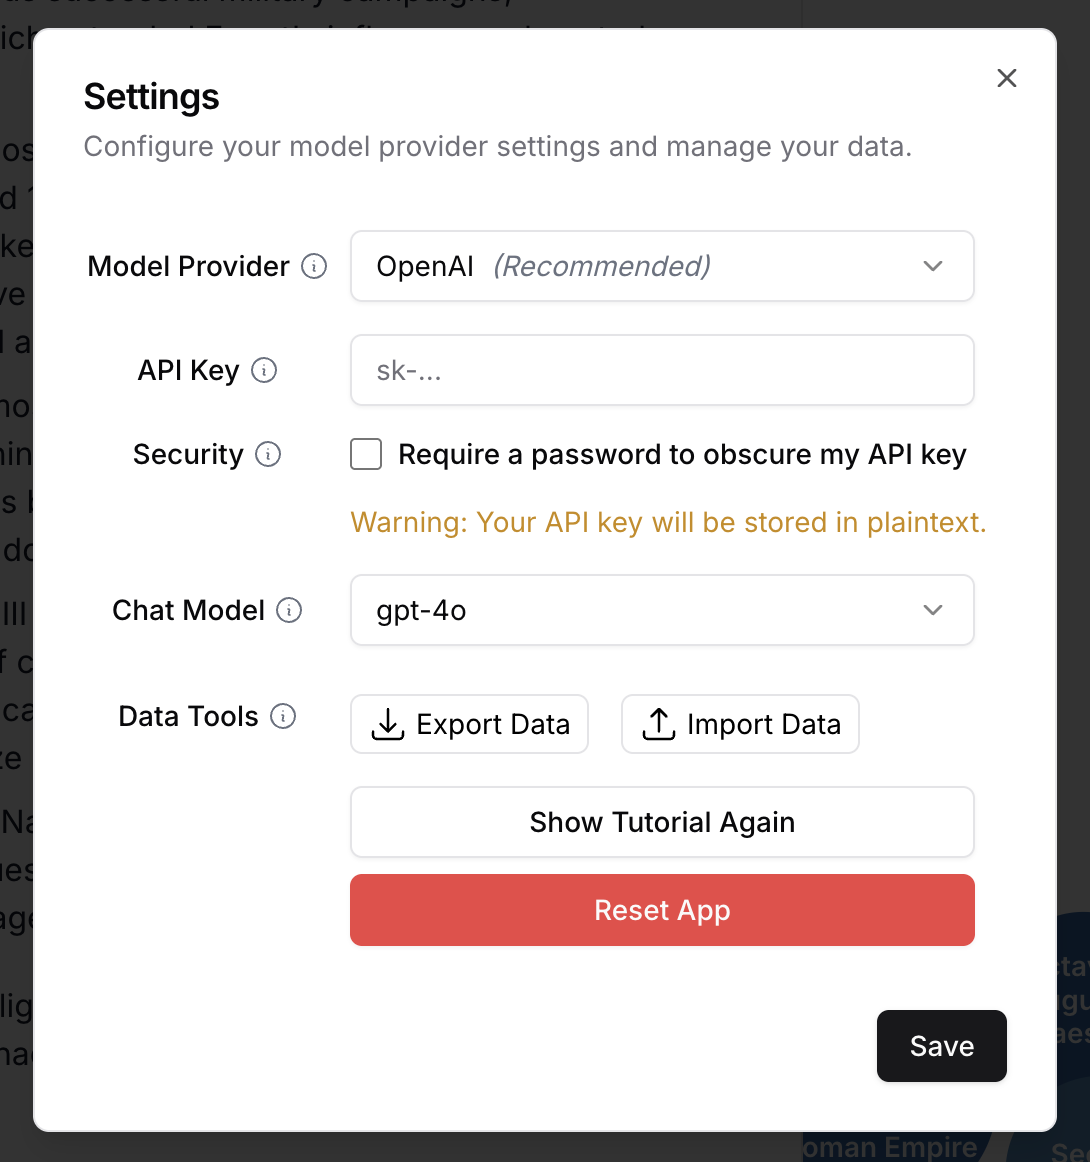 Settings
Configure your model provider settings and manage your data.
Model Provider
OpenAI (Recommended)
API Key
sk-...
Security
Require a password to obscure my API key
Warning: Your API key will be stored in plaintext.
Chat Model
gpt-4o
Data Tools
Export Data
Import Data
Show Tutorial Again
Reset App
Save
Empire